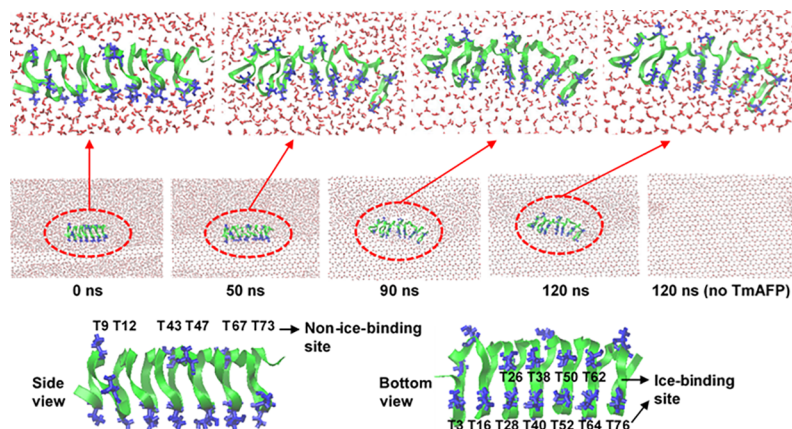 0 ns
50 ns
90 ns
120 ns
120 ns (no TmAFP)
T9 T12 T43 T47 T67 T73
Non-ice-binding
site
Side
view
Bottom
view
T26 T38 T50 T62
Ice-binding
site
T3 T16 T28 T40 T52 T64 T76